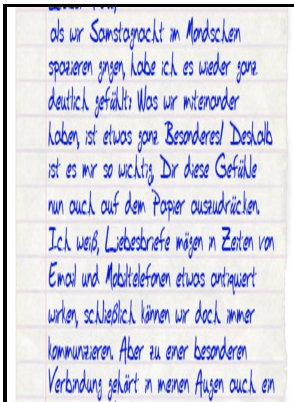 als wir Samstagnacht im Mondschen
spazieren gingen, habe ich es wieder ganz
deutlich gefühlt: Was wir miteinander
haben, ist etwas ganz Besonderes! Deshalb
ist es mir so wichtig, Dir diese Gefühle
nun auch auf dem Papier auszudrücken.
Ich weiß, Liebesbriefe mögen in Zeiten von
Email und Mobiltelefonen etwas antiquiert
wirken, schließlich können wir doch immer
kommunizieren. Aber zu einer besonderen
Verbindung gehört in meinen Augen auch ein